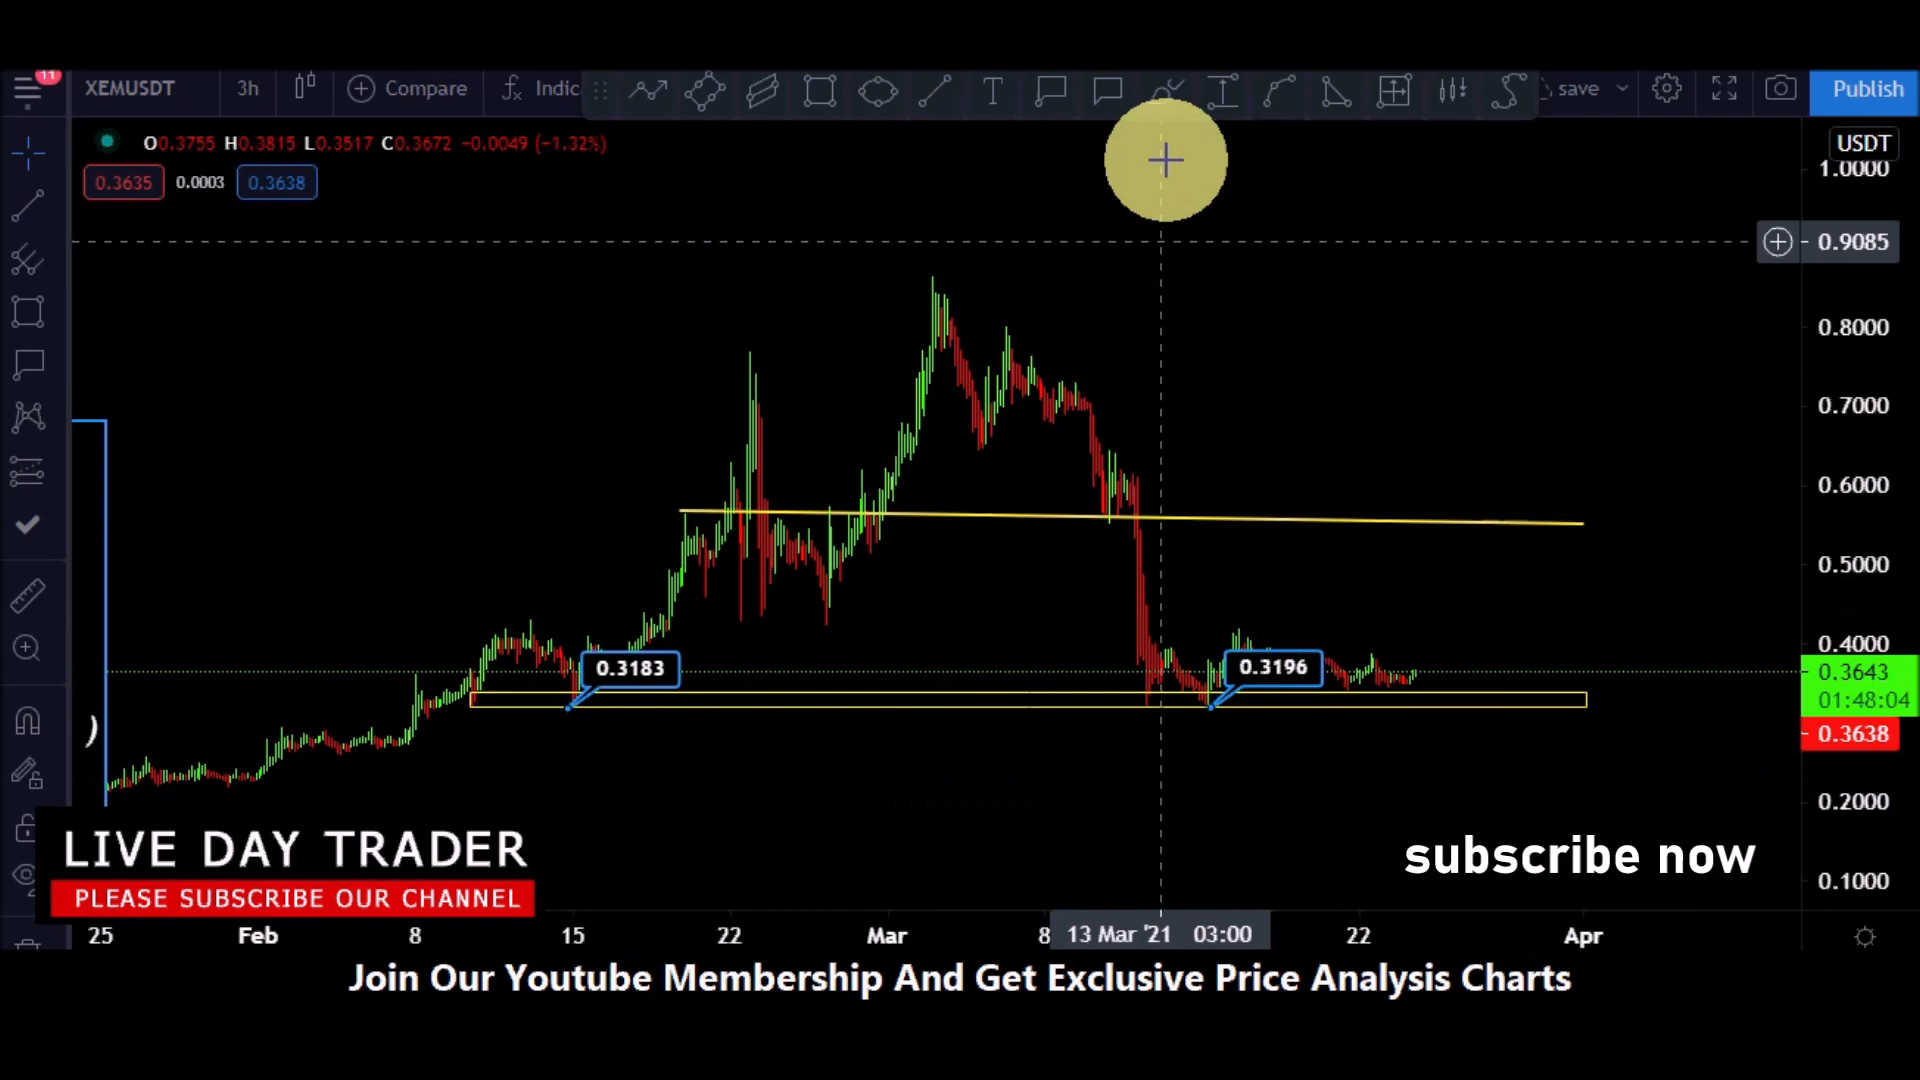 11
XEMUSDT 3h Compare fx Indic T save Publish
O0.3755 H0.3815 L0.3517 C0.3672 -0.0049 (-1.32%)
USDT
1.0000
0.3635 0.0003 0.3638
0.9085
0.8000
0.7000
0.6000
0.5000
0.4000
0.3183
0.3196
0.3643
01:48:04
0.3638
)
0.2000
0.1000
LIVE DAY TRADER
PLEASE SUBSCRIBE OUR CHANNEL
subscribe now
25 Feb 8 15 22 Mar 8 13 Mar '21 03:00 22 Apr
Join Our Youtube Membership And Get Exclusive Price Analysis Charts